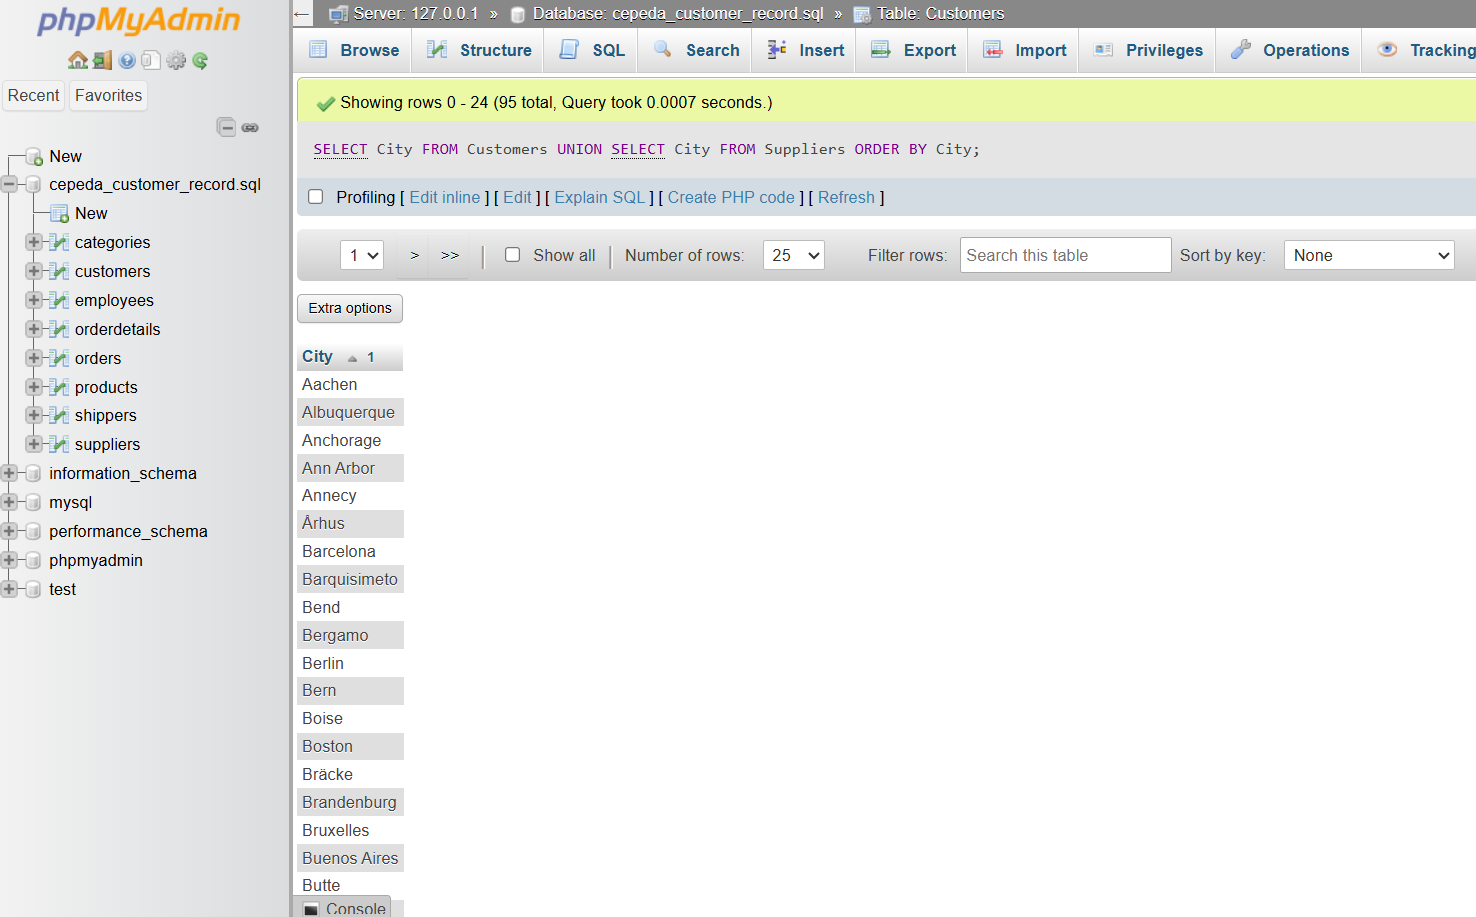 phpMyAdmin
Recent Favorites
New
cepeda_customer_record.sql
New
categories
customers
employees
orderdetails
orders
products
shippers
suppliers
information_schema
mysql
performance_schema
phpmyadmin
test
← Server: 127.0.0.1 » Database: cepeda_customer_record.sql » Table: Customers
Browse Structure SQL Search Insert Export Import Privileges Operations Tracking
Showing rows 0 - 24 (95 total, Query took 0.0007 seconds.)
SELECT City FROM Customers UNION SELECT City FROM Suppliers ORDER BY City;
Profiling [ Edit inline ] [ Edit ] [ Explain SQL ] [ Create PHP code ] [ Refresh ]
1 > >> | Show all | Number of rows: 25 Filter rows: Search this table Sort by key: None
Extra options
City 1
Aachen
Albuquerque
Anchorage
Ann Arbor
Annecy
Århus
Barcelona
Barquisimeto
Bend
Bergamo
Berlin
Bern
Boise
Boston
Bräcke
Brandenburg
Bruxelles
Buenos Aires
Butte
Console